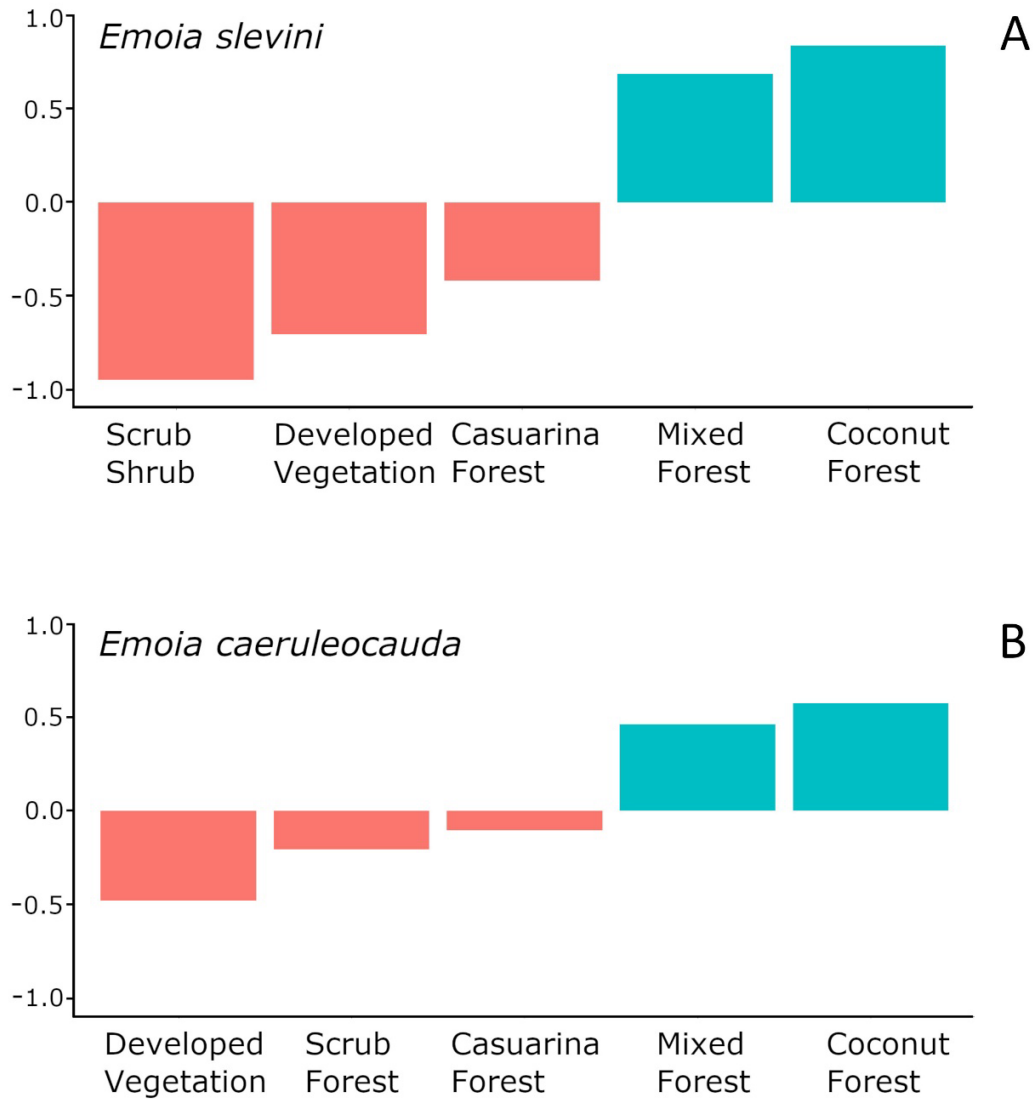 Emoia slevini
A
1.0
0.5
0.0
-0.5
-1.0
Scrub Developed Casuarina Mixed Coconut
Shrub Vegetation Forest Forest Forest
Emoia caeruleocauda
B
1.0
0.5
0.0
-0.5
-1.0
Developed Scrub Casuarina Mixed Coconut
Vegetation Forest Forest Forest Forest